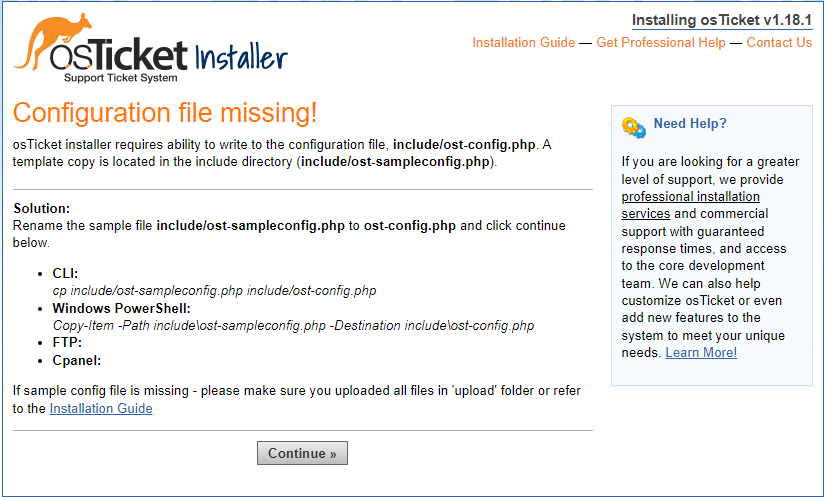 osTicket Installer
Support Ticket System
Installing osTicket v1.18.1
Installation Guide — Get Professional Help — Contact Us
Configuration file missing!
osTicket installer requires ability to write to the configuration file, include/ost-config.php. A
template copy is located in the include directory (include/ost-sampleconfig.php).
Solution:
Rename the sample file include/ost-sampleconfig.php to ost-config.php and click continue
below.
• CLI:
cp include/ost-sampleconfig.php include/ost-config.php
• Windows PowerShell:
Copy-Item -Path include\ost-sampleconfig.php -Destination include\ost-config.php
• FTP:
• Cpanel:
If sample config file is missing - please make sure you uploaded all files in 'upload' folder or refer
to the Installation Guide
Continue »
Need Help?
If you are looking for a greater
level of support, we provide
professional installation
services and commercial
support with guaranteed
response times, and access
to the core development
team. We can also help
customize osTicket or even
add new features to the
system to meet your unique
needs. Learn More!